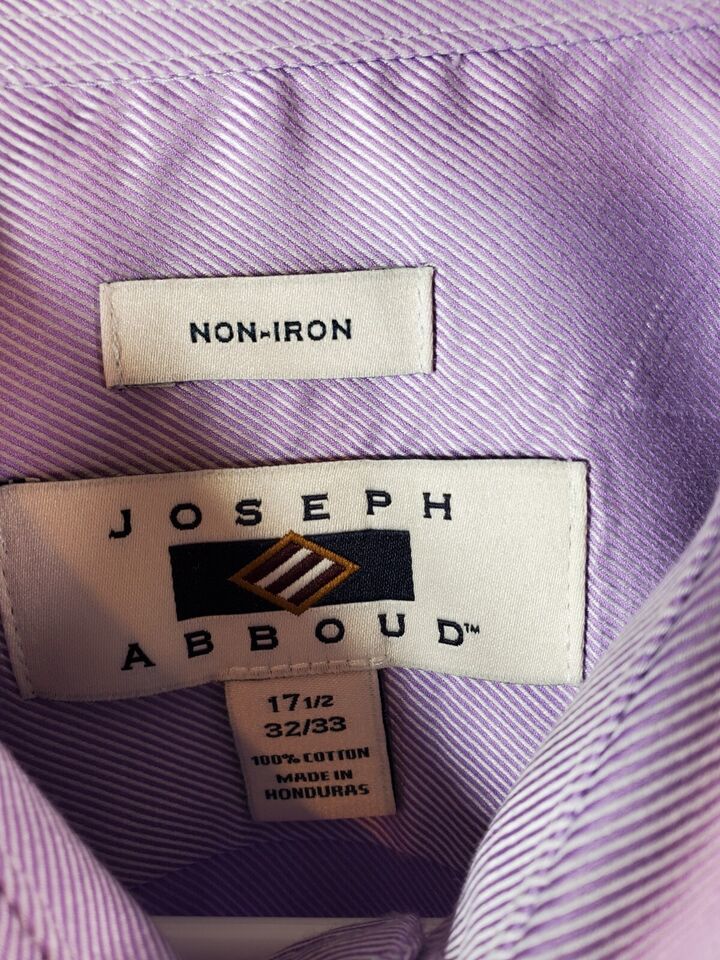 NON-IRON
JOSEPH
ABBOUD™
17 1/2
32/33
100% COTTON
MADE IN
HONDURAS